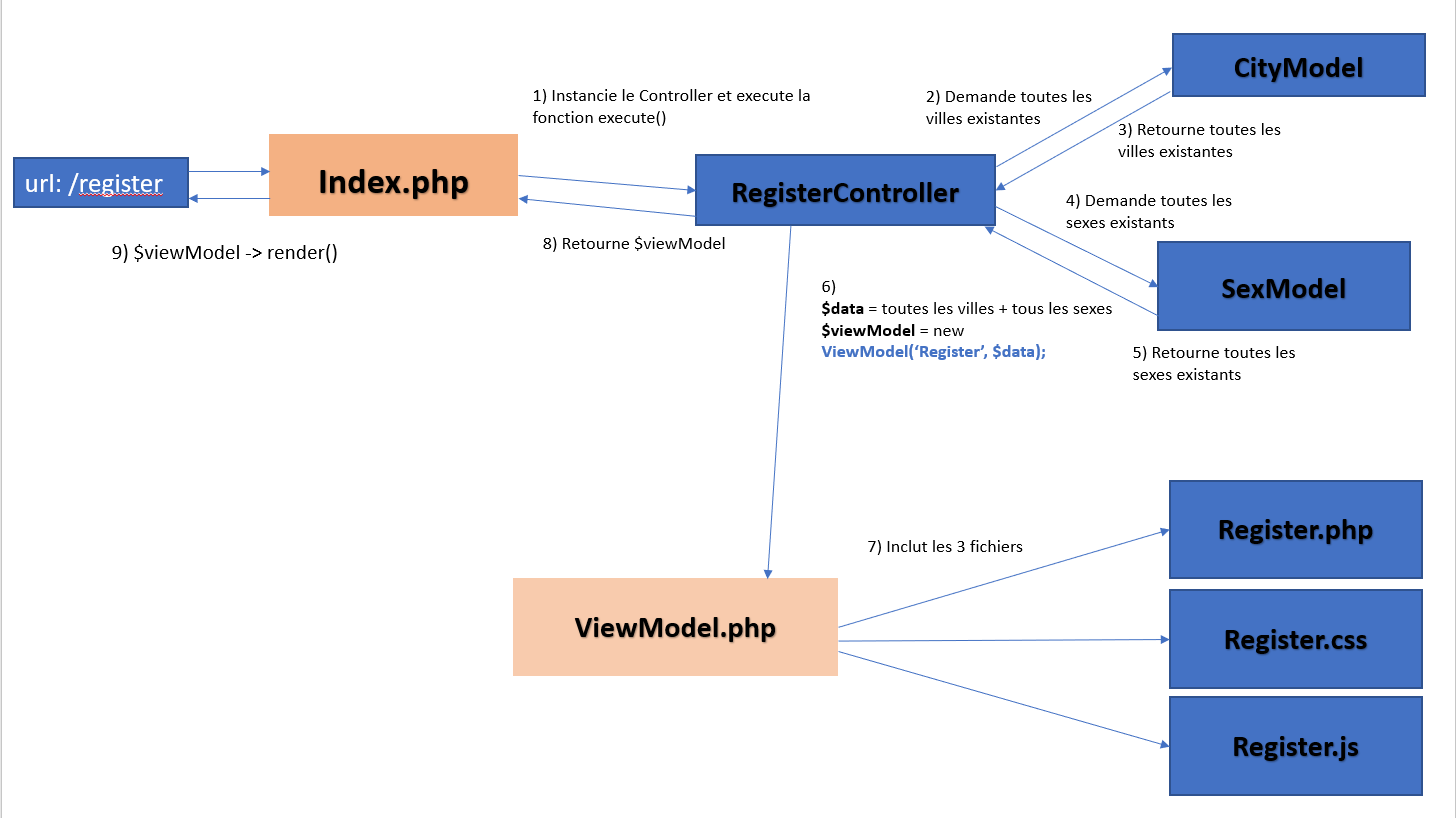 CityModel
1) Instancie le Controller et execute la
fonction execute()
2) Demande toutes les
villes existantes
3) Retourne toutes les
villes existantes
url: /register
Index.php
RegisterController
4) Demande toutes les
sexes existants
9) $viewModel -> render()
8) Retourne $viewModel
SexModel
6)
$data = toutes les villes + tous les sexes
$viewModel = new
ViewModel(‘Register’, $data);
5) Retourne toutes les
sexes existants
7) Inclut les 3 fichiers
Register.php
ViewModel.php
Register.css
Register.js